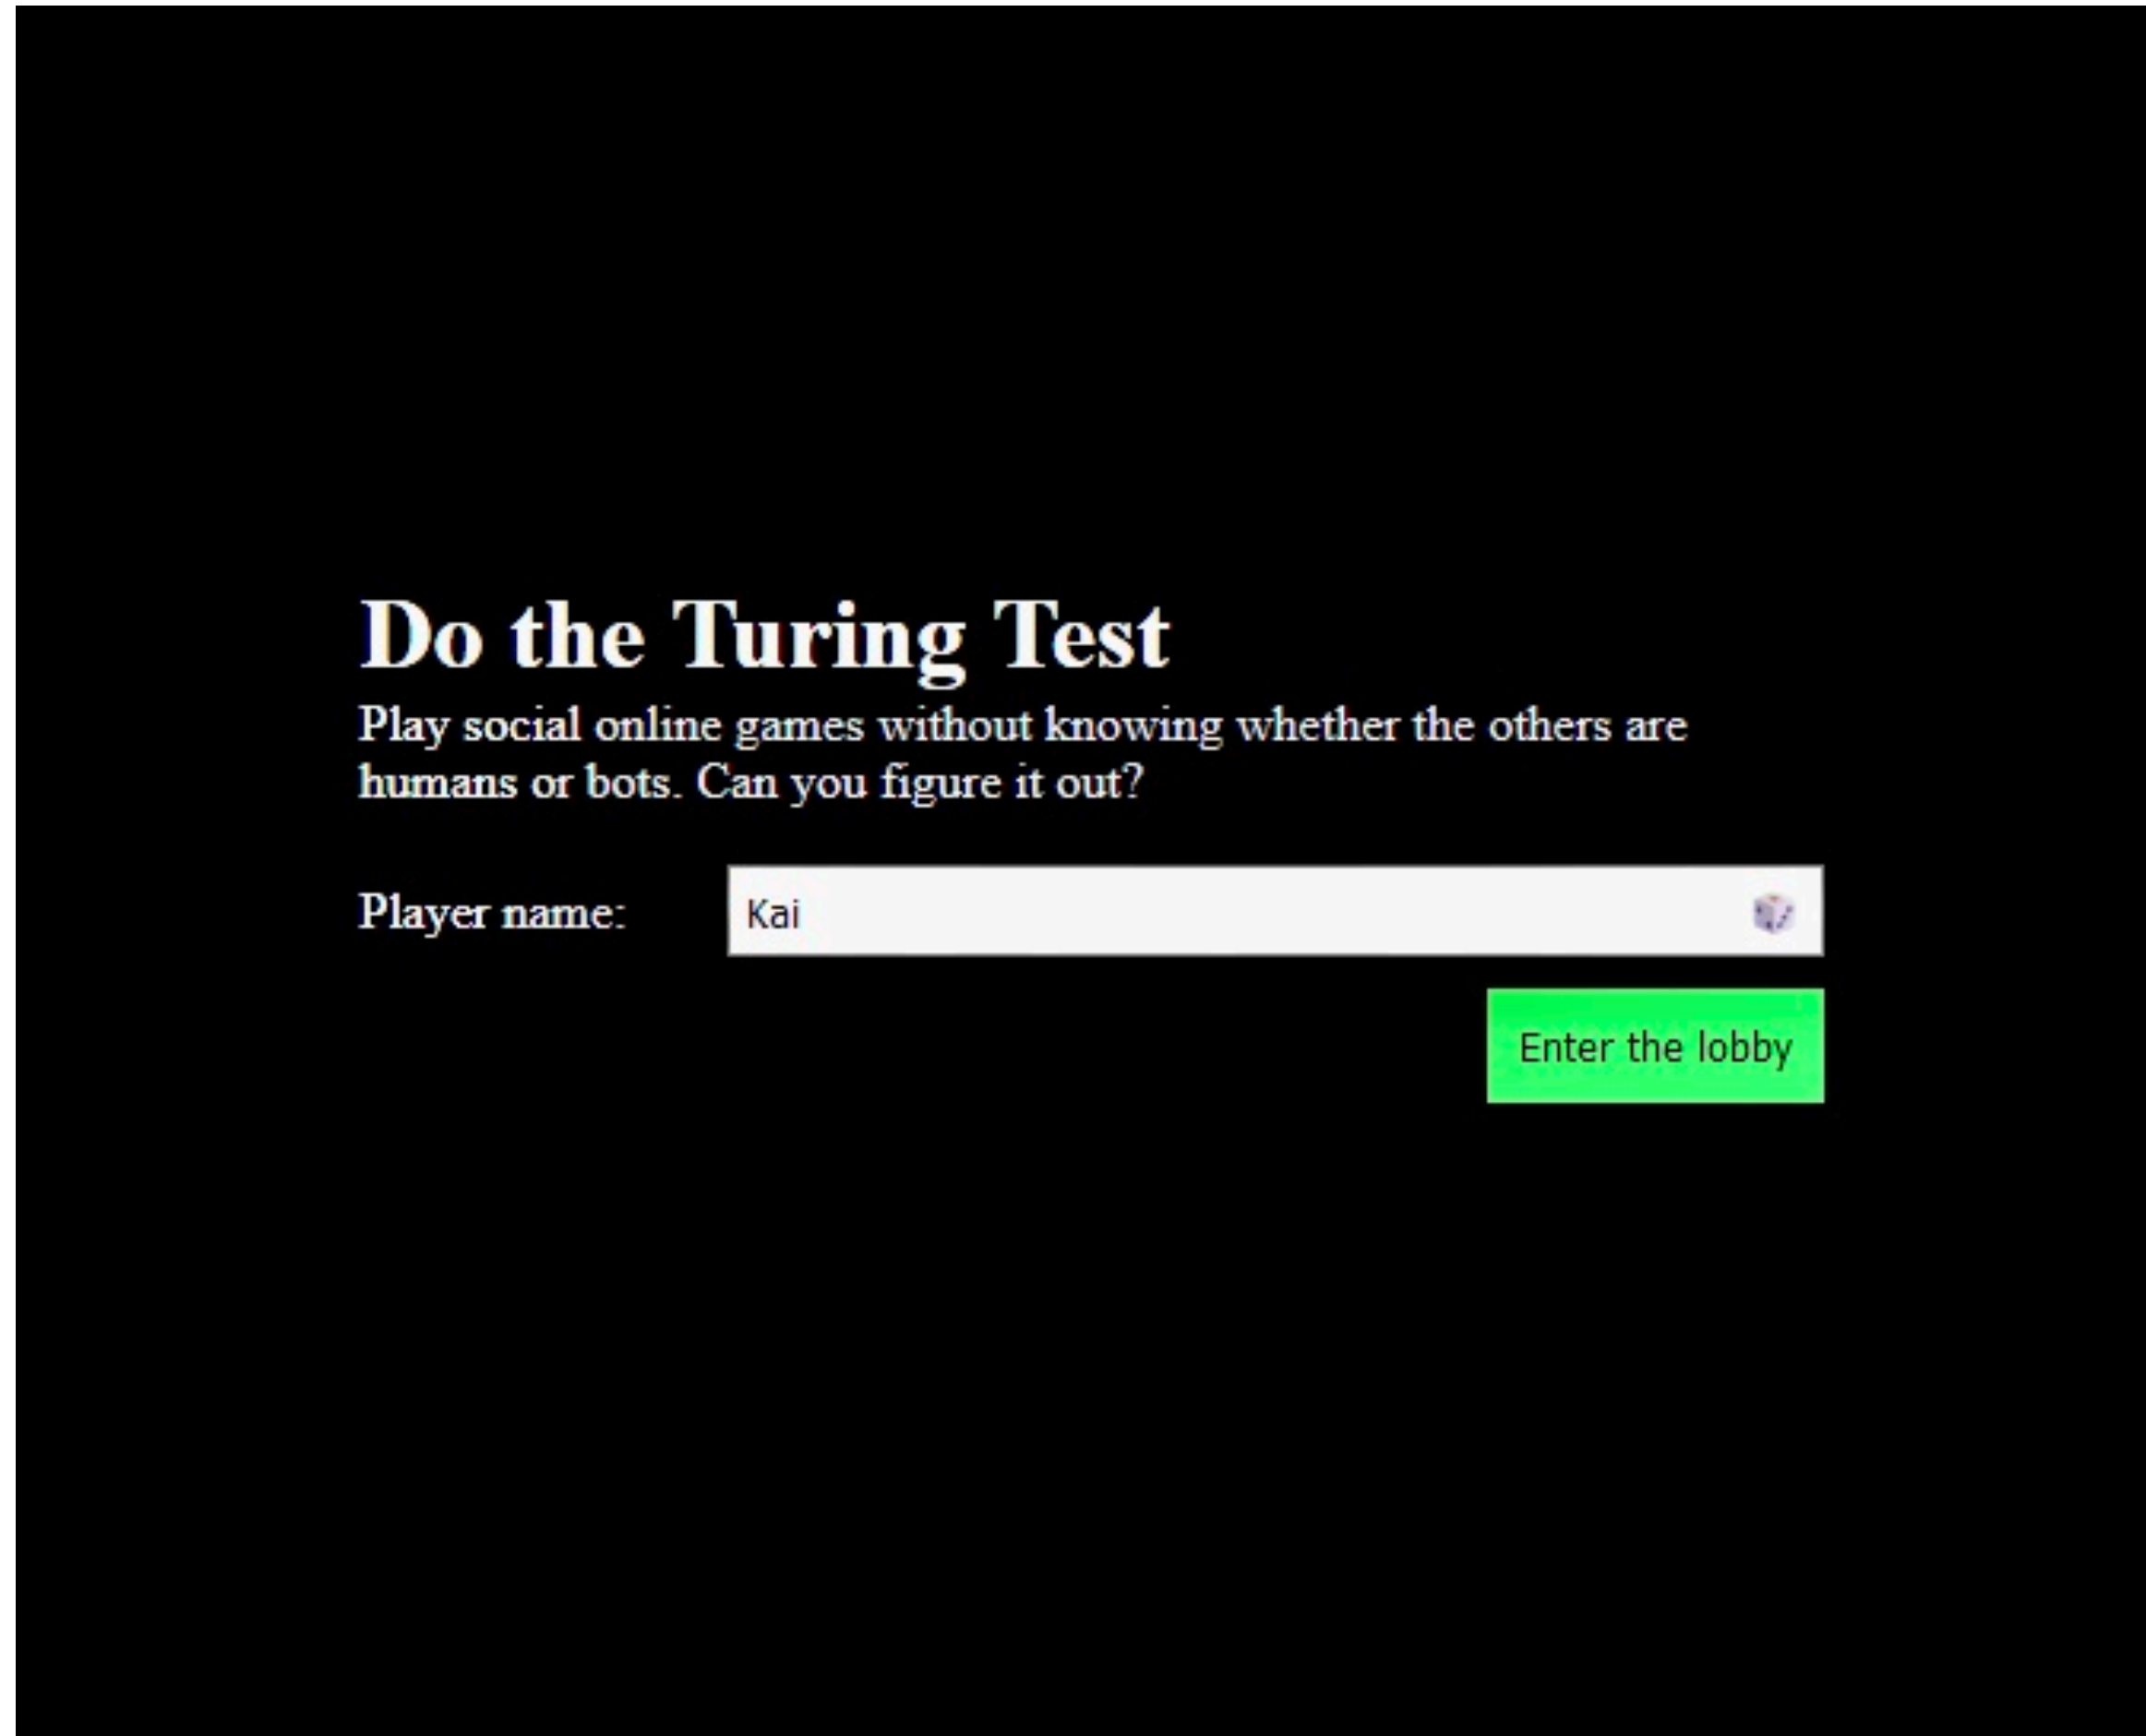 Do the Turing Test
Play social online games without knowing whether the others are
humans or bots. Can you figure it out?
Player name:
Kai
Enter the lobby